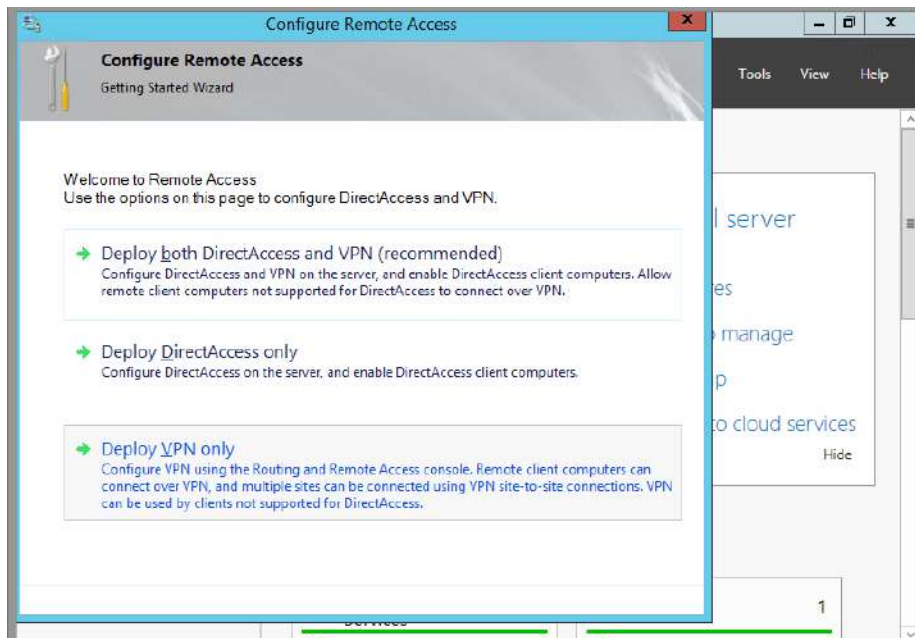 Configure Remote Access
Configure Remote Access
Getting Started Wizard
Tools View Help
Welcome to Remote Access
Use the options on this page to configure DirectAccess and VPN.
Deploy both DirectAccess and VPN (recommended)
Configure DirectAccess and VPN on the server, and enable DirectAccess client computers. Allow
remote client computers not supported for DirectAccess to connect over VPN.
Deploy DirectAccess only
Configure DirectAccess on the server, and enable DirectAccess client computers.
Deploy VPN only
Configure VPN using the Routing and Remote Access console. Remote client computers can
connect over VPN, and multiple sites can be connected using VPN site-to-site connections. VPN
can be used by clients not supported for DirectAccess.
l server
es
manage
p
to cloud services
Hide
1